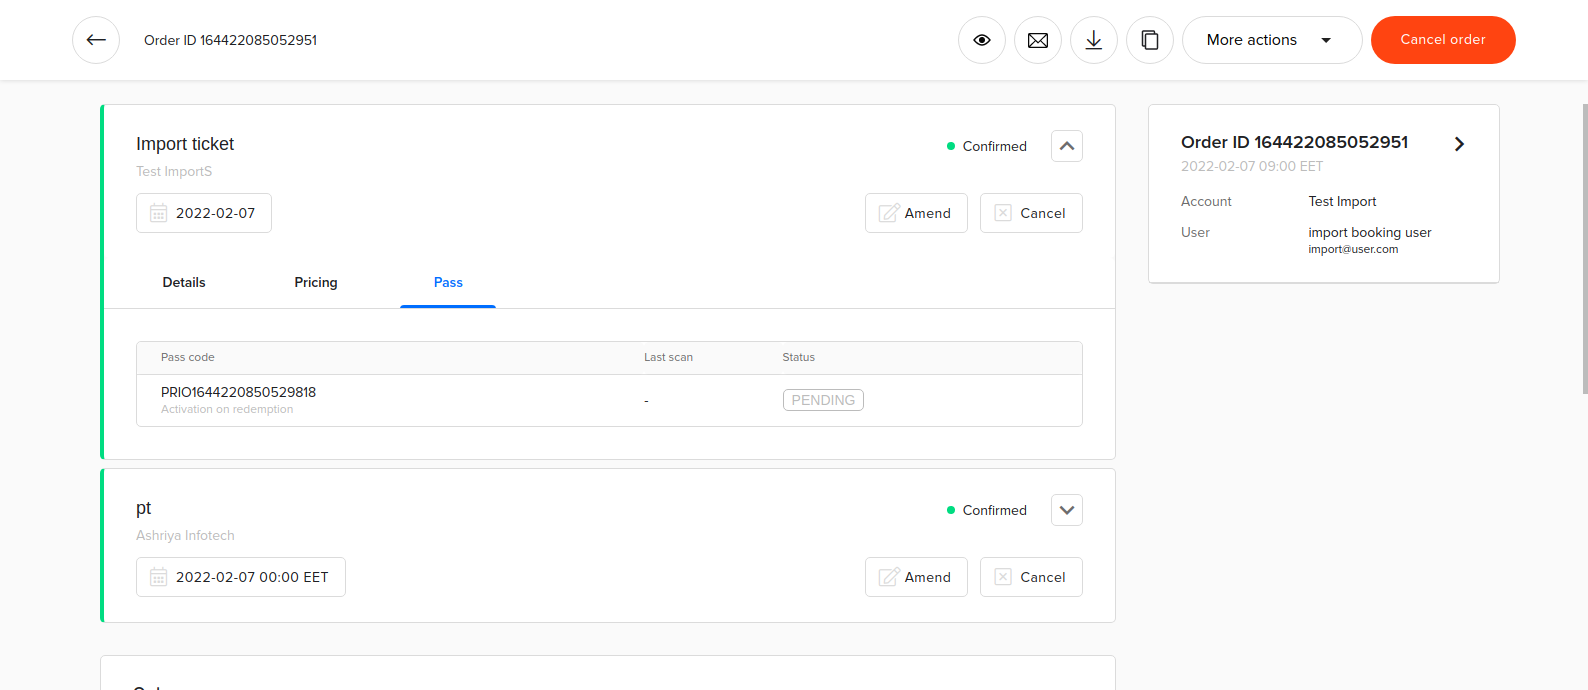 Order ID 164422085052951
More actions
Cancel order
Import ticket
Confirmed
Test ImportS
2022-02-07
Amend
Cancel
Details
Pricing
Pass
Pass code
Last scan
Status
PRIO1644220850529818
-
PENDING
Activation on redemption
pt
Confirmed
Ashriya Infotech
2022-02-07 00:00 EET
Amend
Cancel
Order ID 164422085052951
2022-02-07 09:00 EET
Account
Test Import
User
import booking user
import@user.com